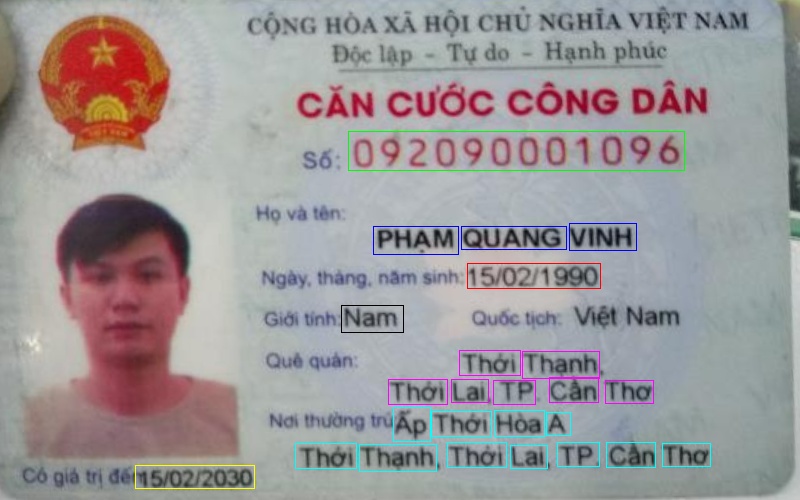 CỘNG HÒA XÃ HỘI CHỦ NGHĨA VIỆT NAM
Độc lập - Tự do - Hạnh phúc
CĂN CƯỚC CÔNG DÂN
Số: 092090001096
Họ và tên:
PHẠM QUANG VINH
Ngày, tháng, năm sinh: 15/02/1990
Giới tính: Nam Quốc tịch: Việt Nam
Quê quán: Thới Thạnh,
Thới Lai, TP. Cần Thơ
Nơi thường trú: Ấp Thới Hòa A
Thới Thạnh, Thới Lai, TP. Cần Thơ
Có giá trị đến 15/02/2030